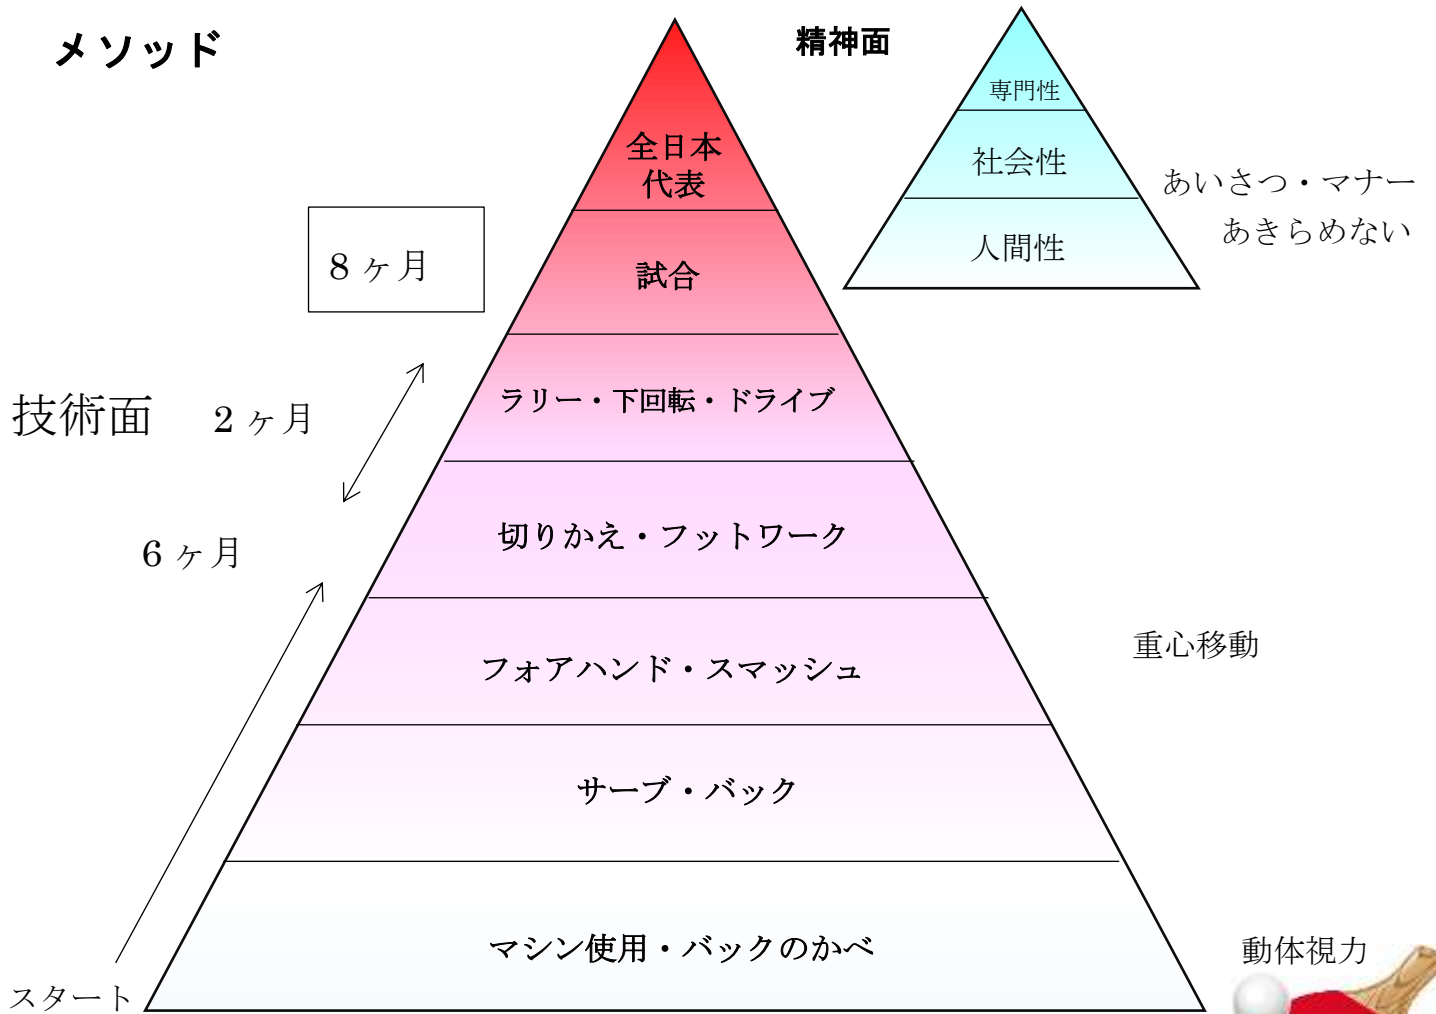 メソッド
精神面
専門性
社会性
人間性
あいさつ・マナー
あきらめない
全日本
代表
試合
8ヶ月
ラリー・下回転・ドライブ
技術面 2ヶ月
切りかえ・フットワーク
6ヶ月
フォアハンド・スマッシュ
重心移動
サーブ・バック
マシン使用・バックのかべ
動体視力
スタート